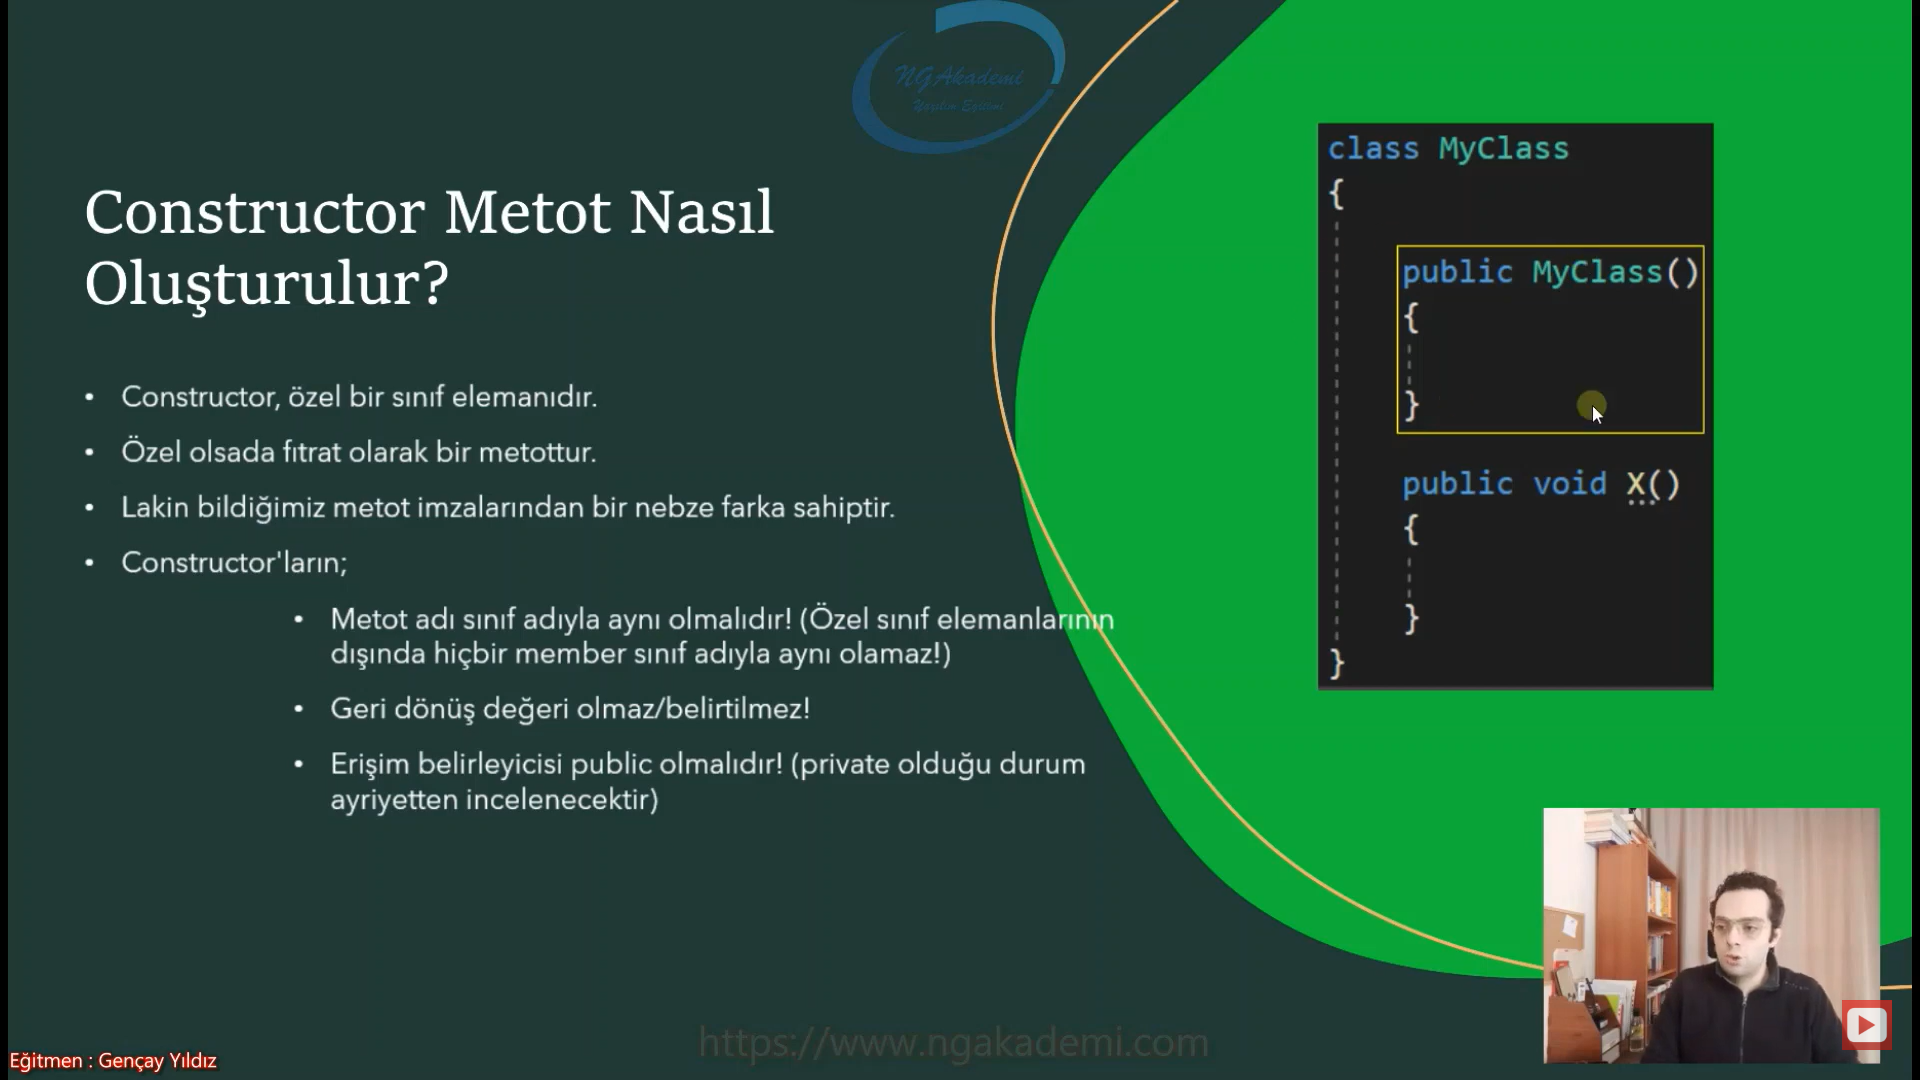 NGAkademi
Yazılım Eğitimi
Constructor Metot Nasıl
Oluşturulur?
• Constructor, özel bir sınıf elemanıdır.
• Özel olsada fıtrat olarak bir metottur.
• Lakin bildiğimiz metot imzalarından bir nebze farka sahiptir.
• Constructor'ların;
• Metot adı sınıf adıyla aynı olmalıdır! (Özel sınıf elemanlarının
dışında hiçbir member sınıf adıyla aynı olamaz!)
• Geri dönüş değeri olmaz/belirtilmez!
• Erişim belirleyicisi public olmalıdır! (private olduğu durum
ayriyetten incelenecektir)
class MyClass
{
public MyClass()
{
}
public void X()
{
}
}
https://www.ngakademi.com
Eğitmen : Gençay Yıldız